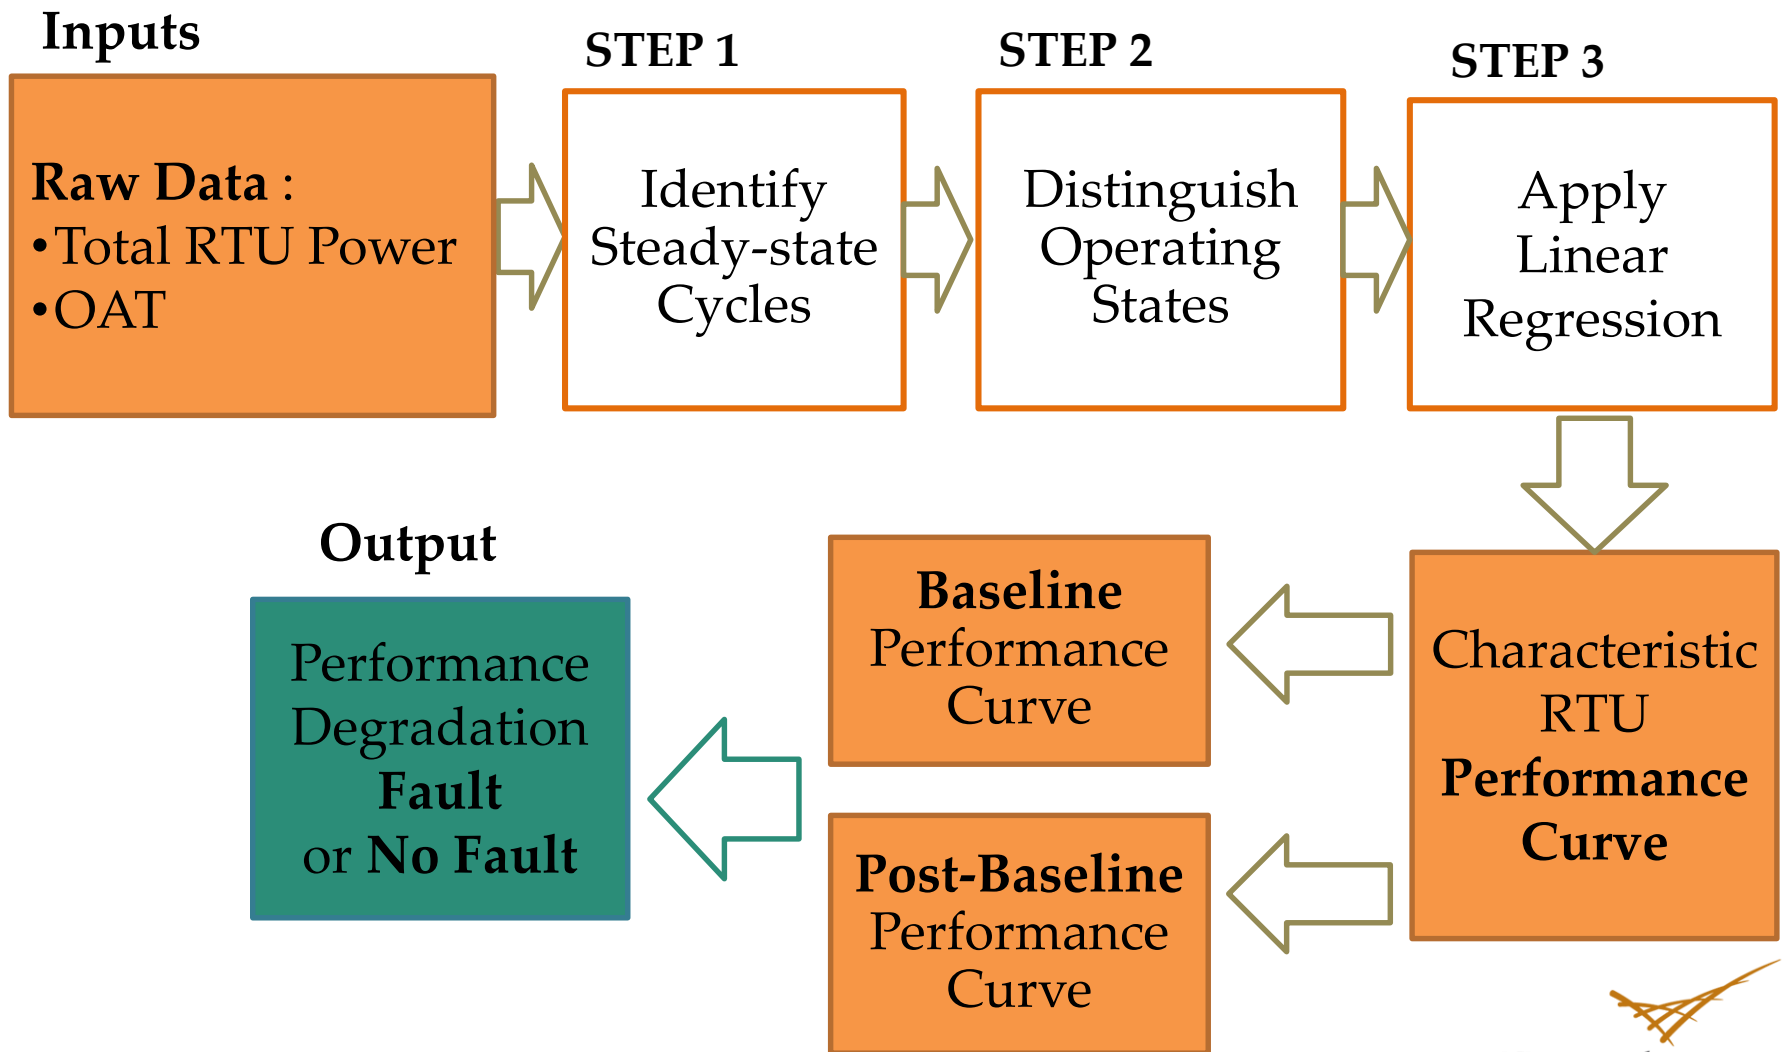 Inputs
Raw Data :
•Total RTU Power
•OAT
STEP 1
Identify
Steady-state
Cycles
STEP 2
Distinguish
Operating
States
STEP 3
Apply
Linear
Regression
Characteristic
RTU
Performance
Curve
Baseline
Performance
Curve
Post-Baseline
Performance
Curve
Output
Performance
Degradation
Fault
or No Fault